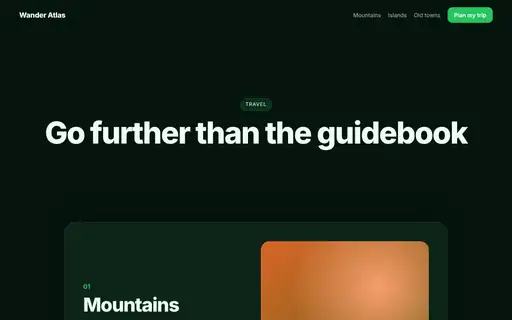 Wander Atlas
Mountains
Islands
Old towns
Plan my trip
TRAVEL
Go further than the guidebook
01
Mountains